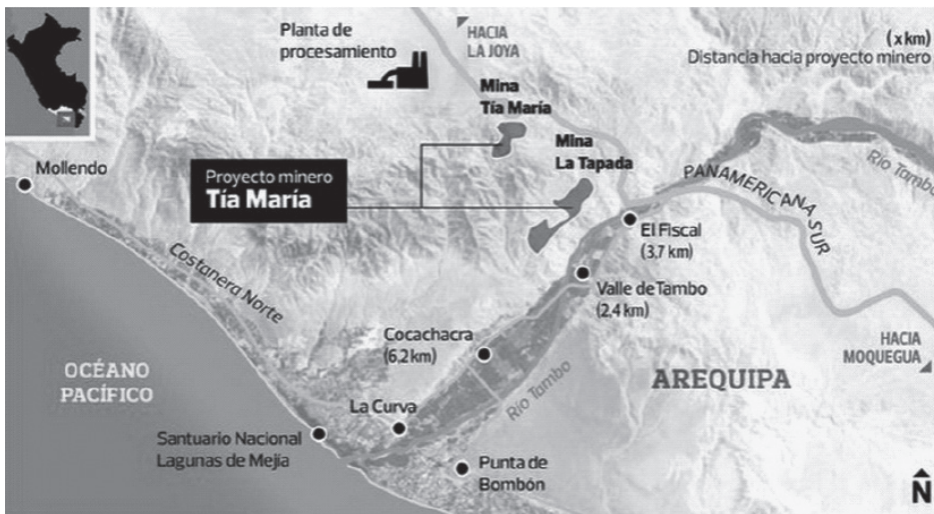 Planta de
procesamiento
HACIA
LA JOYA
(x km)
Distancia hacia proyecto minero
Mina
Tía María
Mina
La Tapada
Río Tambo
Mollendo
Proyecto minero
Tía María
PANAMERICANA SUR
El Fiscal
(3,7 km)
Costanera Norte
Valle de Tambo
(2,4 km)
Cocachacra
(6,2 km)
HACIA
MOQUEGUA
OCÉANO
PACÍFICO
AREQUIPA
Río Tambo
La Curva
Santuario Nacional
Lagunas de Mejía
Punta de
Bombón
N